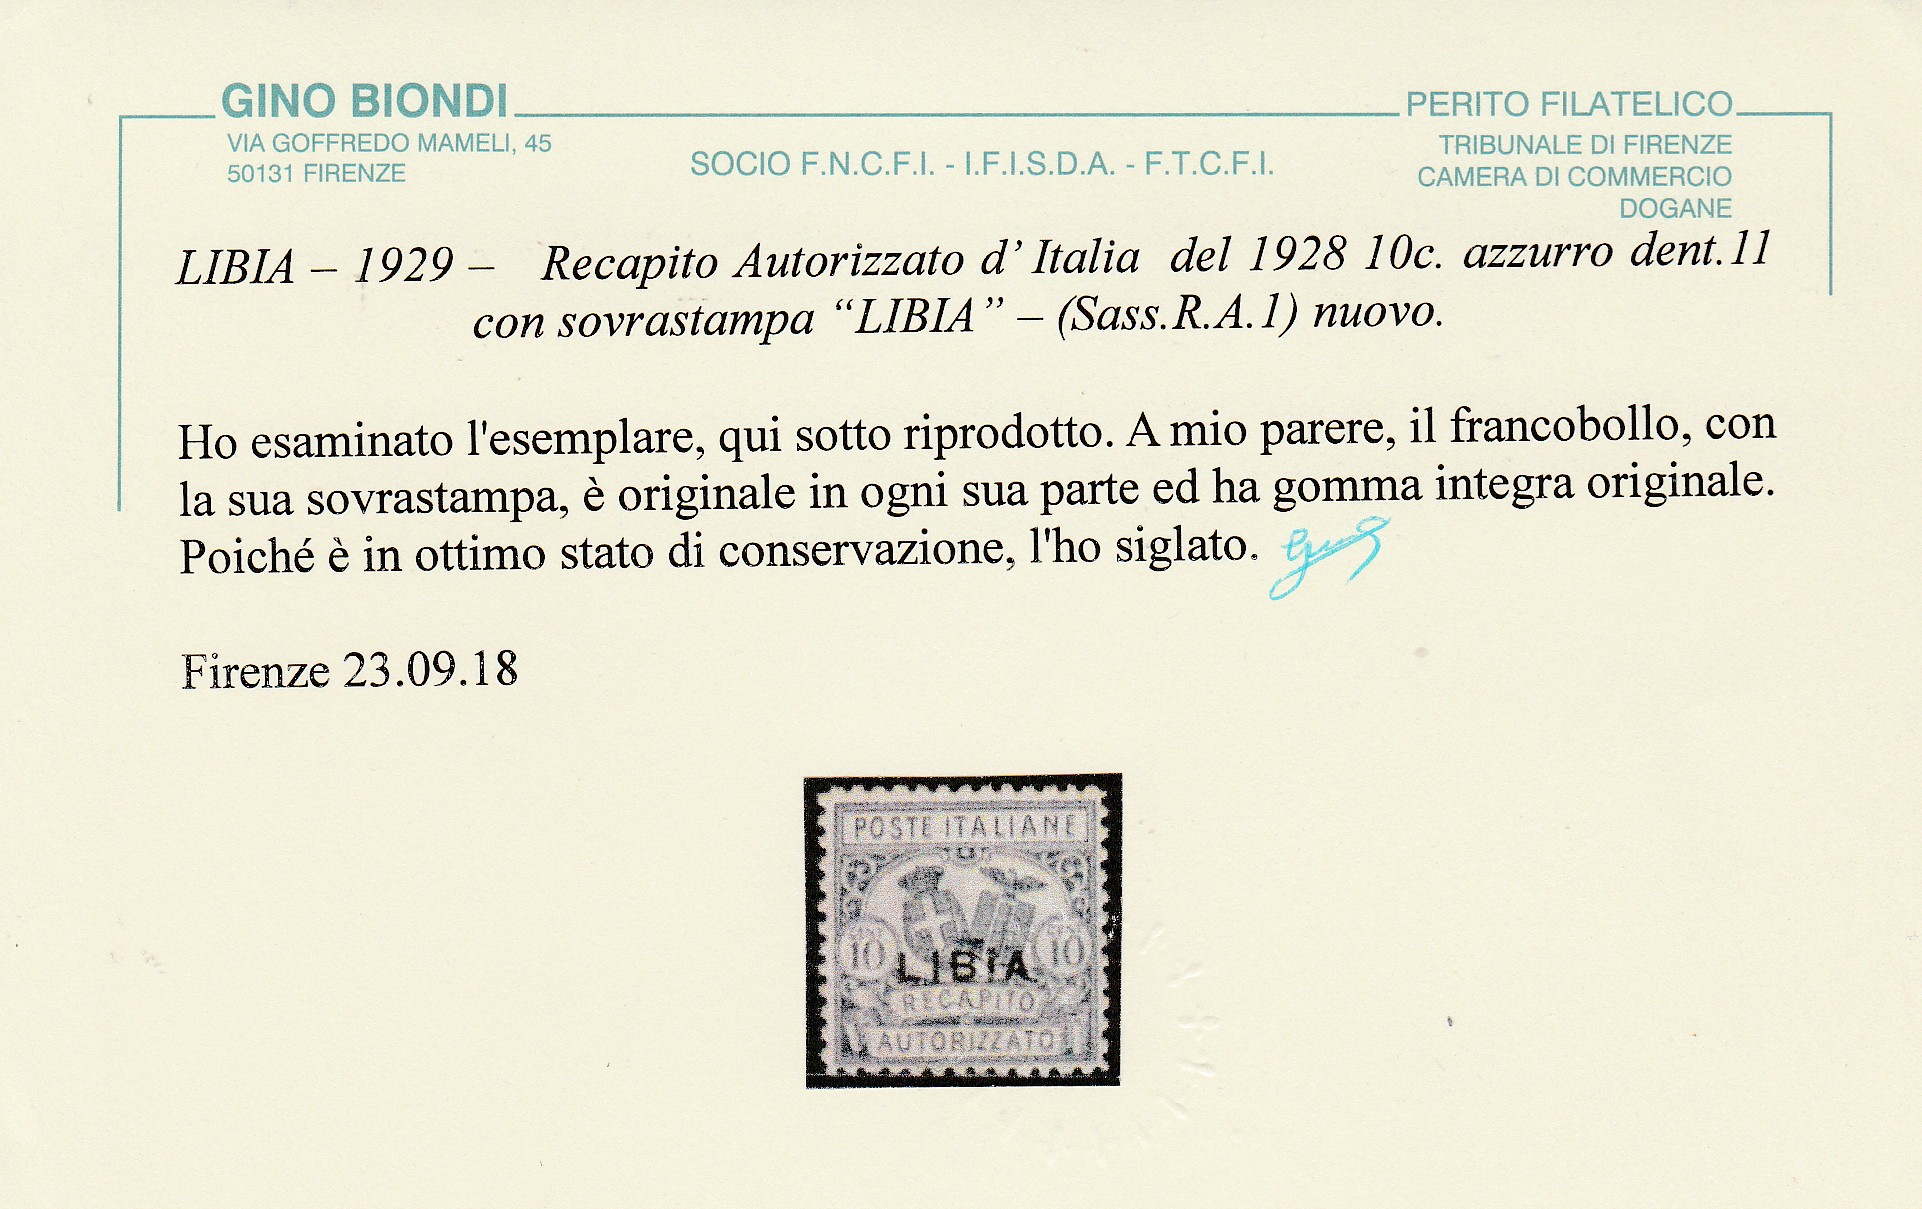 GINO BIONDI
VIA GOFFREDO MAMELI, 45
50131 FIRENZE
SOCIO F.N.C.F.I. - I.F.I.S.D.A. - F.T.C.F.I.
PERITO FILATELICO
TRIBUNALE DI FIRENZE
CAMERA DI COMMERCIO
DOGANE
LIBIA – 1929 – Recapito Autorizzato d’ Italia del 1928 10c. azzurro dent.11
con sovrastampa “LIBIA” – (Sass.R.A.1) nuovo.
Ho esaminato l'esemplare, qui sotto riprodotto. A mio parere, il francobollo, con
la sua sovrastampa, è originale in ogni sua parte ed ha gomma integra originale.
Poiché è in ottimo stato di conservazione, l'ho siglato.
Firenze 23.09.18
POSTE ITALIANE
10 10
LIBIA
RECAPITO
AUTORIZZATO